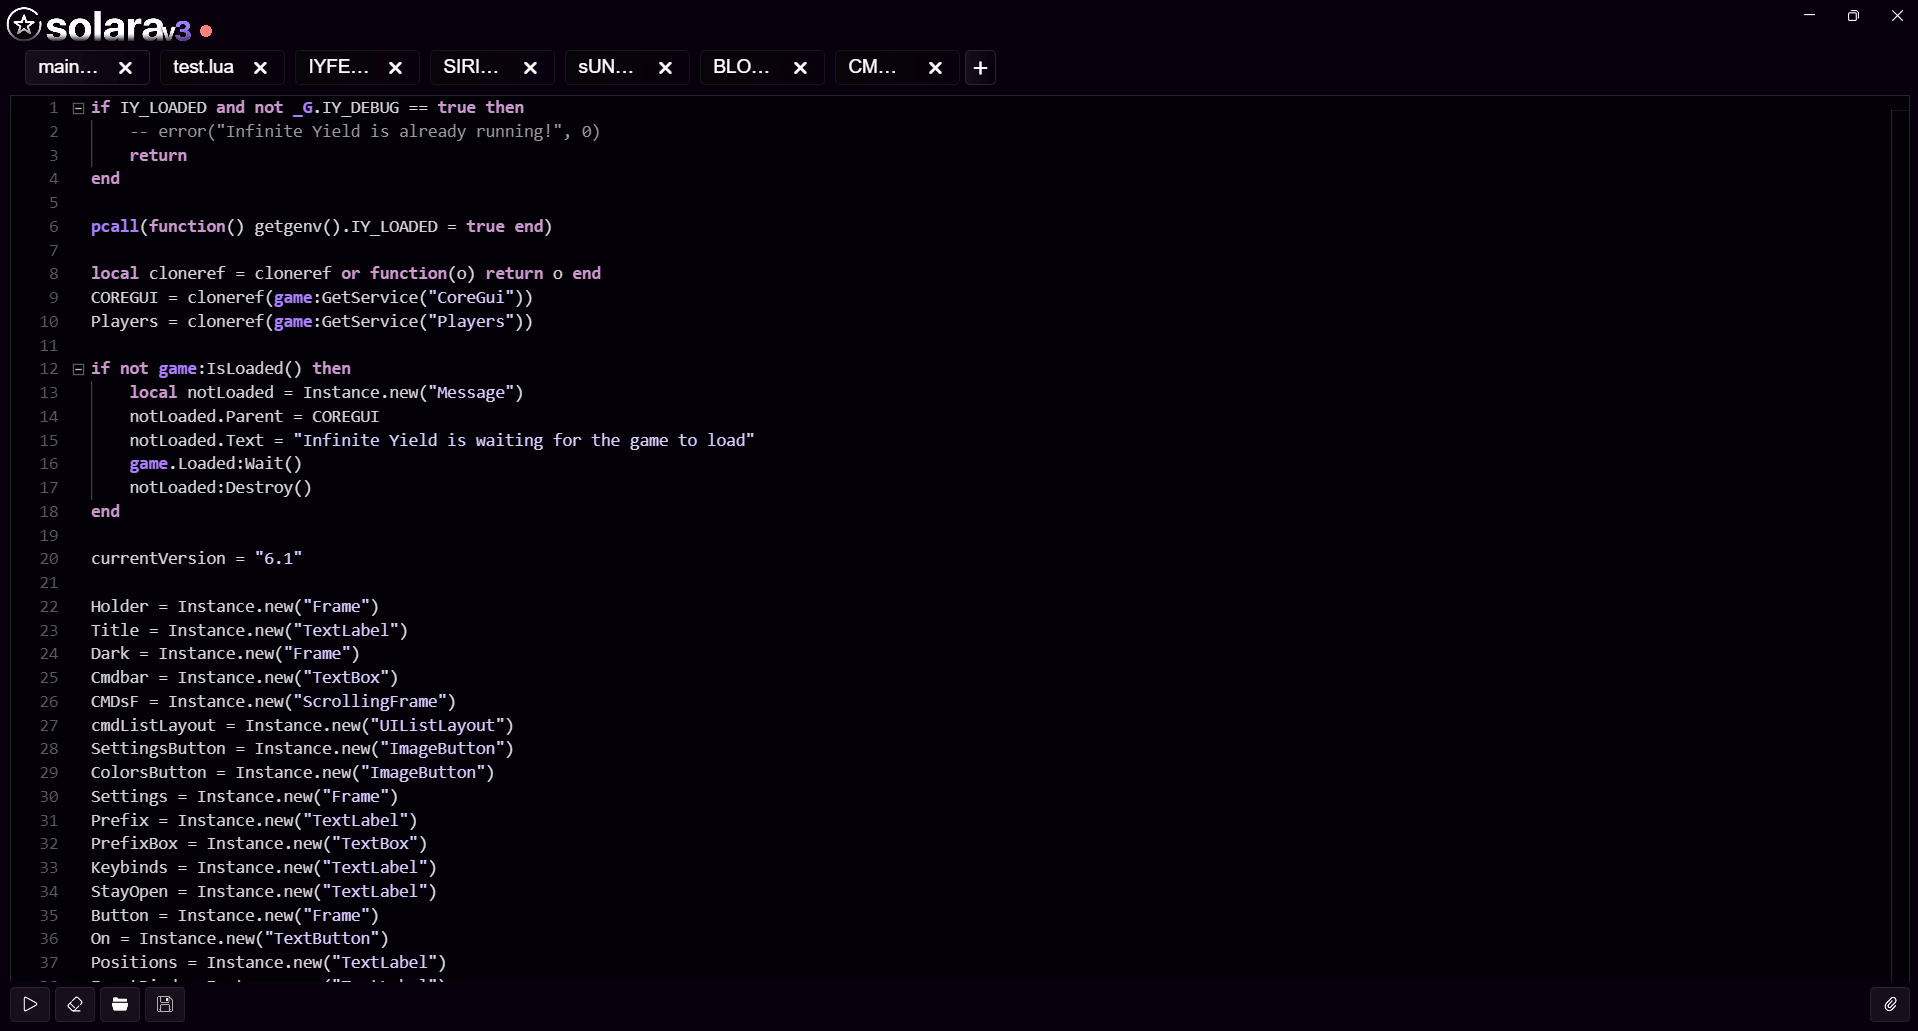 solara v3
main... test.lua IYFE... SIRI... sUN... BLO... CM...
1 if IY_LOADED and not _G.IY_DEBUG == true then
2 -- error("Infinite Yield is already running!", 0)
3 return
4 end
5
6 pcall(function() getgenv().IY_LOADED = true end)
7
8 local cloneref = cloneref or function(o) return o end
9 COREGUI = cloneref(game:GetService("CoreGui"))
10 Players = cloneref(game:GetService("Players"))
11
12 if not game:IsLoaded() then
13 local notLoaded = Instance.new("Message")
14 notLoaded.Parent = COREGUI
15 notLoaded.Text = "Infinite Yield is waiting for the game to load"
16 game.Loaded:Wait()
17 notLoaded:Destroy()
18 end
19
20 currentVersion = "6.1"
21
22 Holder = Instance.new("Frame")
23 Title = Instance.new("TextLabel")
24 Dark = Instance.new("Frame")
25 Cmdbar = Instance.new("TextBox")
26 CMDsF = Instance.new("ScrollingFrame")
27 cmdListLayout = Instance.new("UIListLayout")
28 SettingsButton = Instance.new("ImageButton")
29 ColorsButton = Instance.new("ImageButton")
30 Settings = Instance.new("Frame")
31 Prefix = Instance.new("TextLabel")
32 PrefixBox = Instance.new("TextBox")
33 Keybinds = Instance.new("TextLabel")
34 StayOpen = Instance.new("TextLabel")
35 Button = Instance.new("Frame")
36 On = Instance.new("TextButton")
37 Positions = Instance.new("TextLabel")